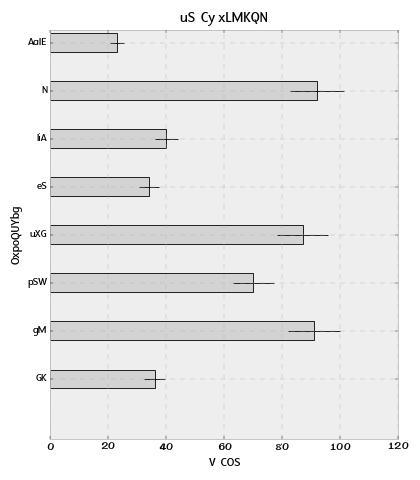 uS Cy xLMKQN
AalE
N
IiA
eS
uXG
pSW
gM
GK
OxpoQUYbg
0 20 40 60 80 100 120
V COS